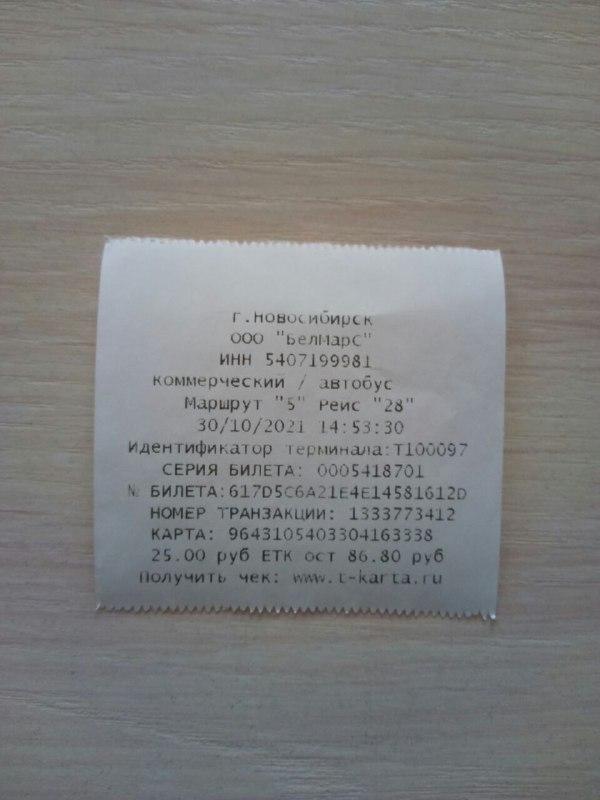 г.Новосибирск
ООО "БелМарС"
ИНН 5407199981
Коммерческий / автобус
Маршрут "5" Рейс "28"
30/10/2021 14:53:30
Идентификатор терминала:T100097
СЕРИЯ БИЛЕТА: 0005418701
№ БИЛЕТА:617D5C6A21E4E14581612D
НОМЕР ТРАНЗАКЦИИ: 1333773412
КАРТА: 9643105403304163338
25.00 руб ЕТК ост 86.80 руб
Получить чек: www.t-karta.ru